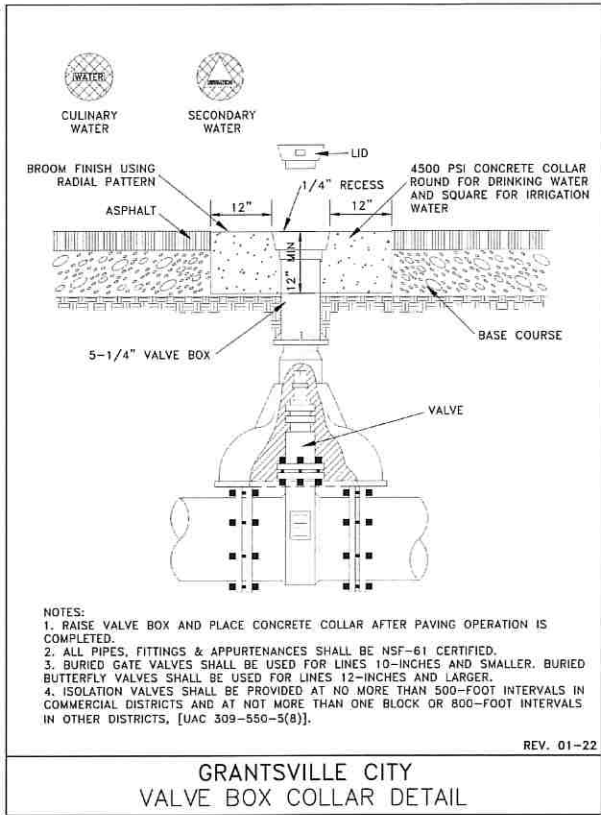 WATER
CULINARY
WATER
SECONDARY
WATER
LID
BROOM FINISH USING
RADIAL PATTERN
1/4" RECESS
4500 PSI CONCRETE COLLAR
ROUND FOR DRINKING WATER
AND SQUARE FOR IRRIGATION
WATER
12"
12"
ASPHALT
12" MIN
BASE COURSE
5-1/4" VALVE BOX
VALVE
NOTES:
1. RAISE VALVE BOX AND PLACE CONCRETE COLLAR AFTER PAVING OPERATION IS
COMPLETED.
2. ALL PIPES, FITTINGS & APPURTENANCES SHALL BE NSF-61 CERTIFIED.
3. BURIED GATE VALVES SHALL BE USED FOR LINES 10-INCHES AND SMALLER. BURIED
BUTTERFLY VALVES SHALL BE USED FOR LINES 12-INCHES AND LARGER.
4. ISOLATION VALVES SHALL BE PROVIDED AT NO MORE THAN 500-FOOT INTERVALS IN
COMMERCIAL DISTRICTS AND AT NOT MORE THAN ONE BLOCK OR 800-FOOT INTERVALS
IN OTHER DISTRICTS, [UAC 309-550-5(8)].
REV. 01-22
GRANTSVILLE CITY
VALVE BOX COLLAR DETAIL